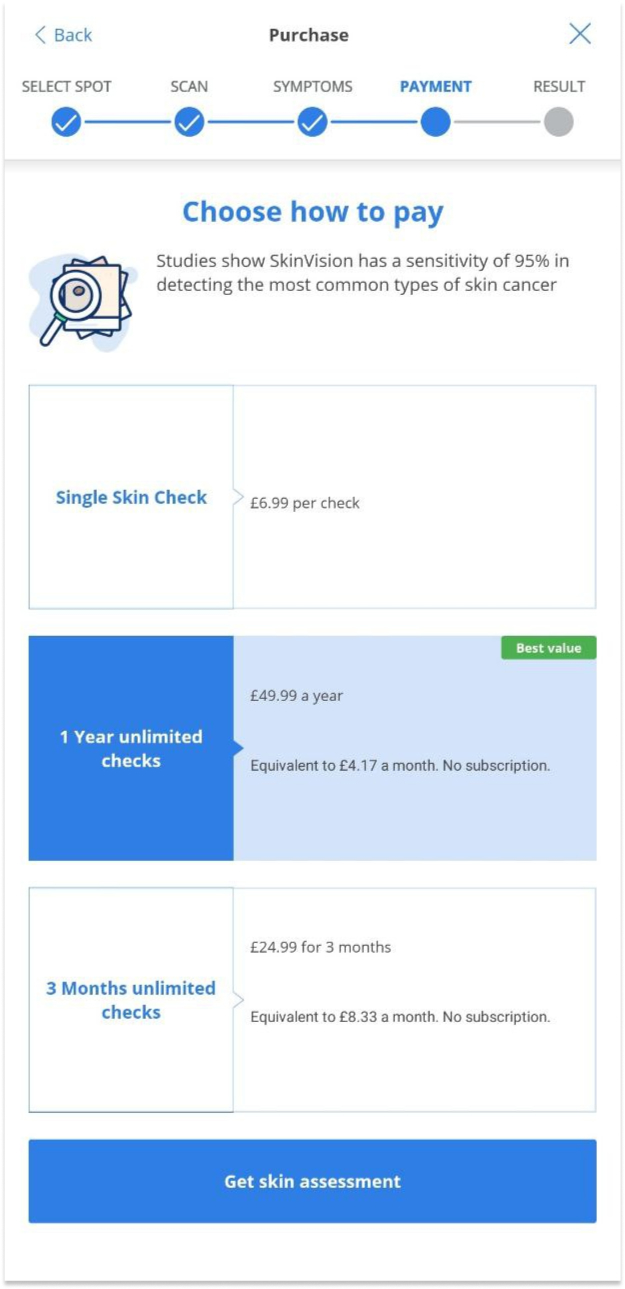 Back
Purchase
SELECT SPOT
SCAN
SYMPTOMS
PAYMENT
RESULT
Choose how to pay
Studies show SkinVision has a sensitivity of 95% in
detecting the most common types of skin cancer
Single Skin Check
£6.99 per check
Best value
1 Year unlimited
checks
£49.99 a year
Equivalent to £4.17 a month. No subscription.
3 Months unlimited
checks
£24.99 for 3 months
Equivalent to £8.33 a month. No subscription.
Get skin assessment